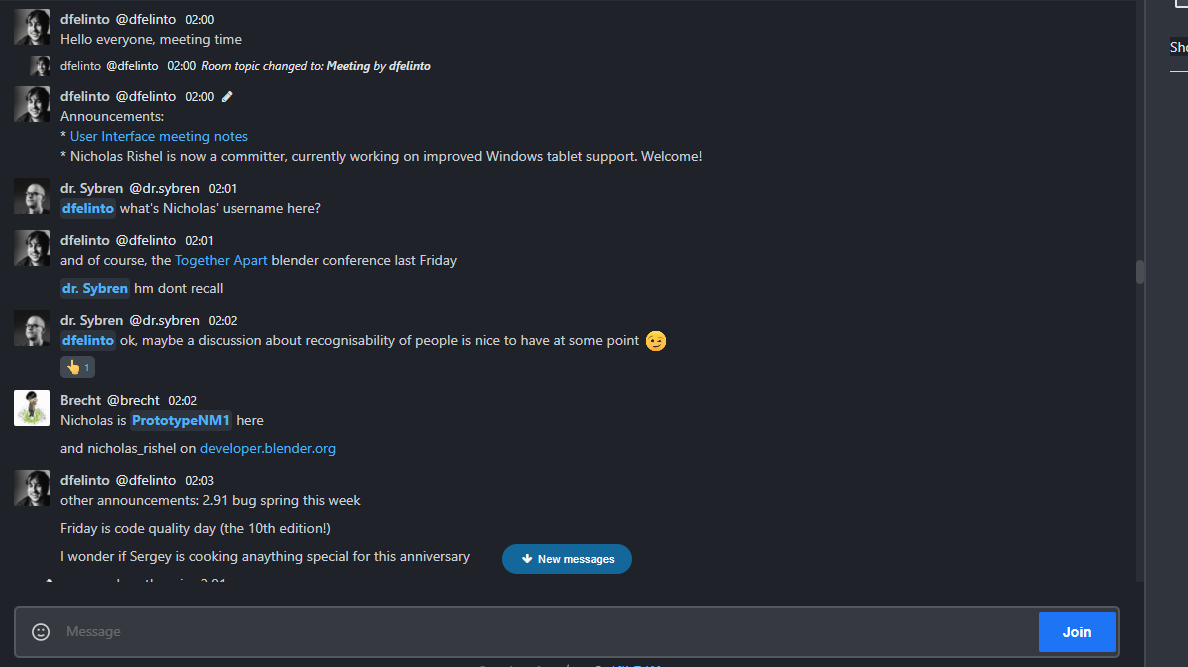 dfelinto @dfelinto 02:00
Hello everyone, meeting time
dfelinto @dfelinto 02:00 Room topic changed to: Meeting by dfelinto
dfelinto @dfelinto 02:00
Announcements:
* User Interface meeting notes
* Nicholas Rishel is now a committer, currently working on improved Windows tablet support. Welcome!
dr. Sybren @dr.sybren 02:01
dfelinto what's Nicholas' username here?
dfelinto @dfelinto 02:01
and of course, the Together Apart blender conference last Friday
dr. Sybren hm dont recall
dr. Sybren @dr.sybren 02:02
dfelinto ok, maybe a discussion about recognisability of people is nice to have at some point 😉
👆 1
Brecht @brecht 02:02
Nicholas is PrototypeNM1 here
and nicholas_rishel on developer.blender.org
dfelinto @dfelinto 02:03
other announcements: 2.91 bug spring this week
Friday is code quality day (the 10th edition!)
I wonder if Sergey is cooking anaything special for this anniversary
New messages
Message
Join
Sho